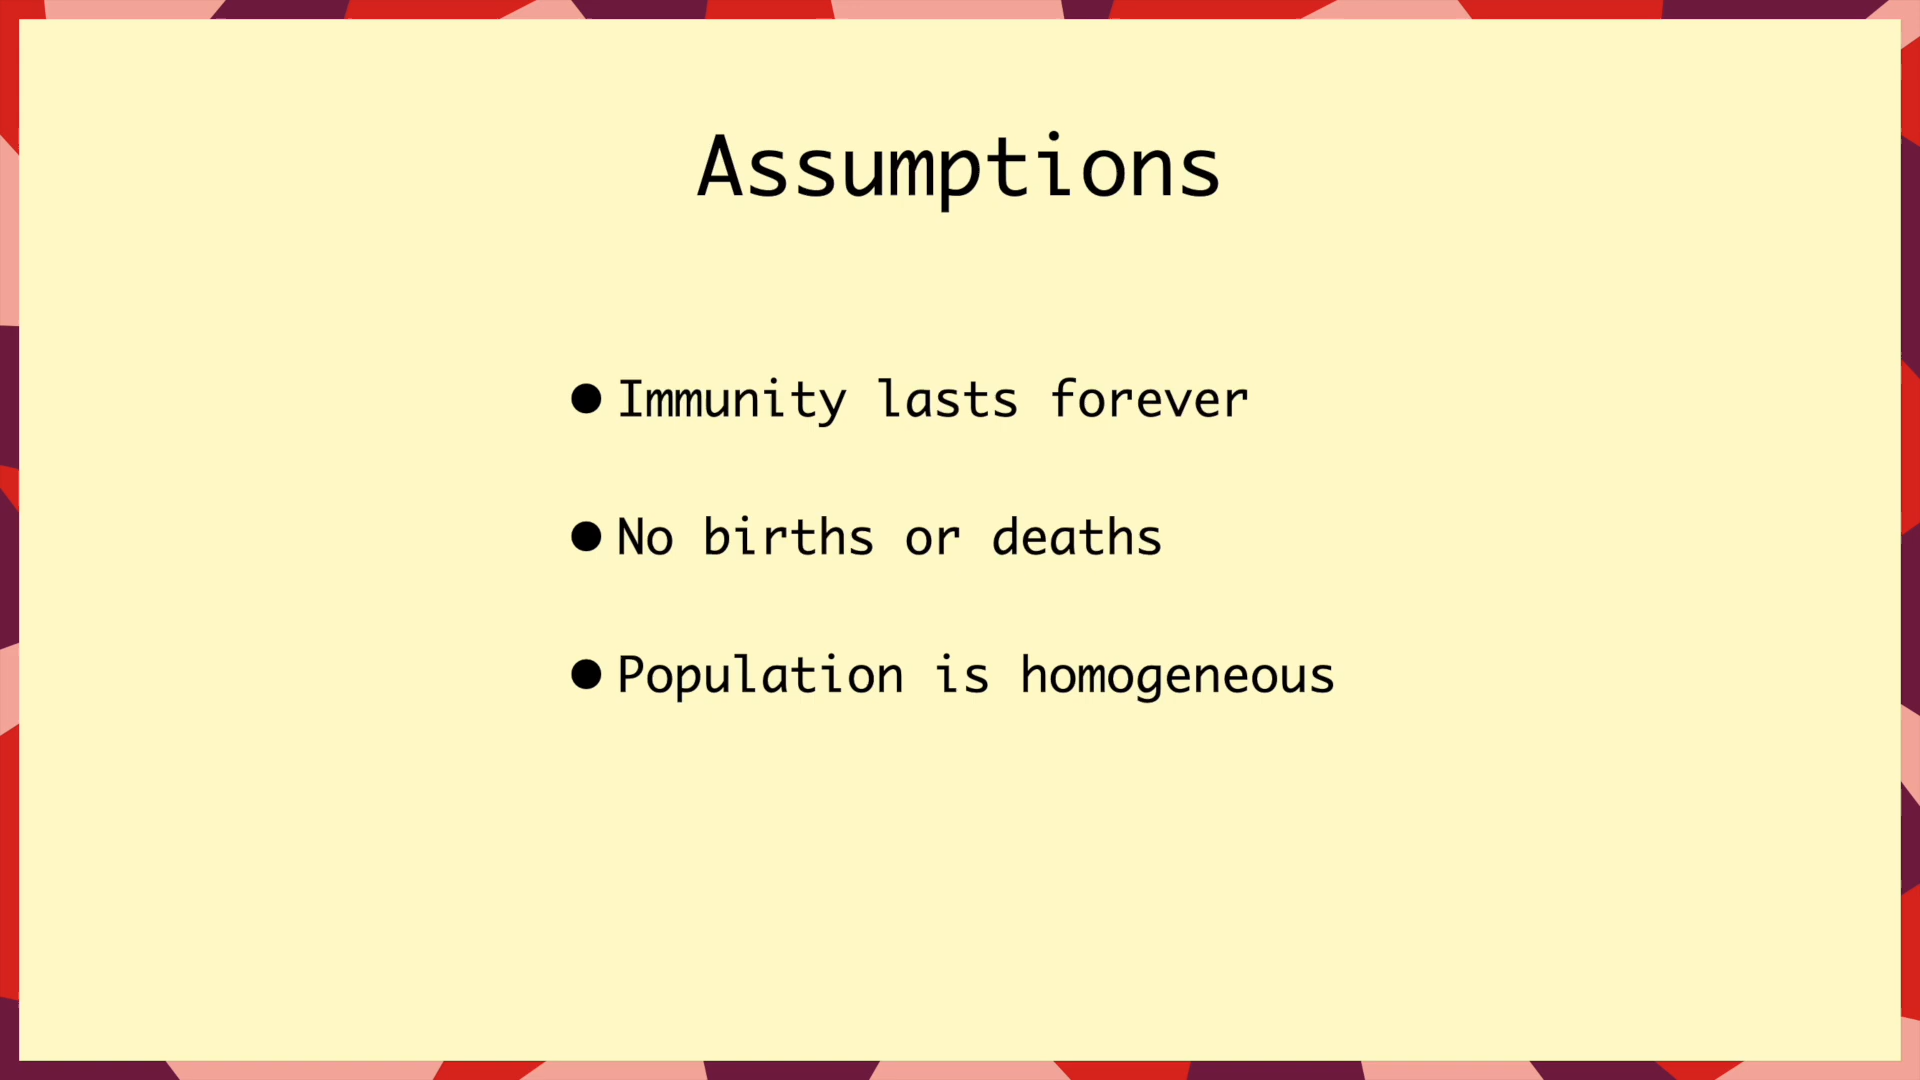 Assumptions
● Immunity lasts forever
● No births or deaths
● Population is homogeneous